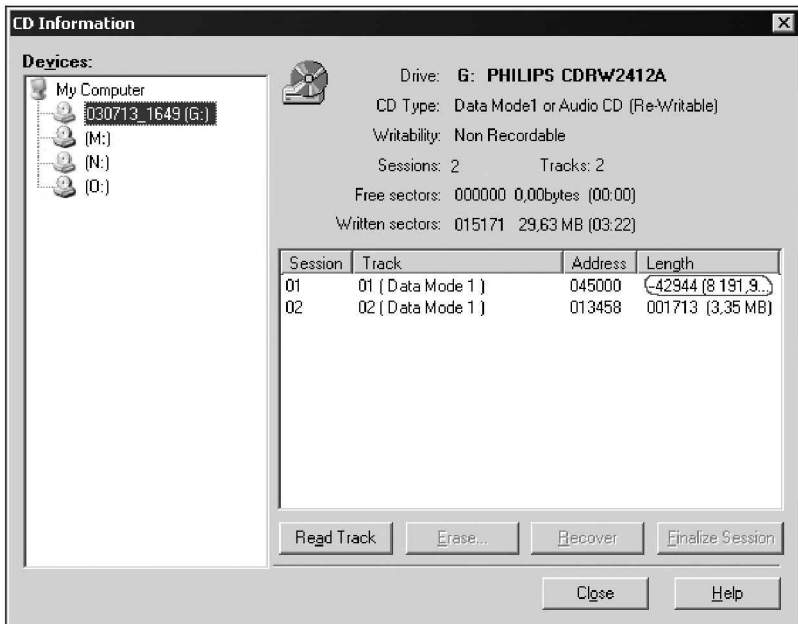 CD Information
Devices:
My Computer
030713_1649 (G:)
(M:)
(N:)
(O:)
Drive: G: PHILIPS CDRW2412A
CD Type: Data Mode1 or Audio CD (Re-Writable)
Writability: Non Recordable
Sessions: 2 Tracks: 2
Free sectors: 000000 0,00bytes (00:00)
Written sectors: 015171 29,63 MB (03:22)
Session Track Address Length
01 01 ( Data Mode 1 ) 045000 -42944 (8 191,9...)
02 02 ( Data Mode 1 ) 013458 001713 (3,35 MB)
Read Track Erase... Recover Finalize Session
Close Help